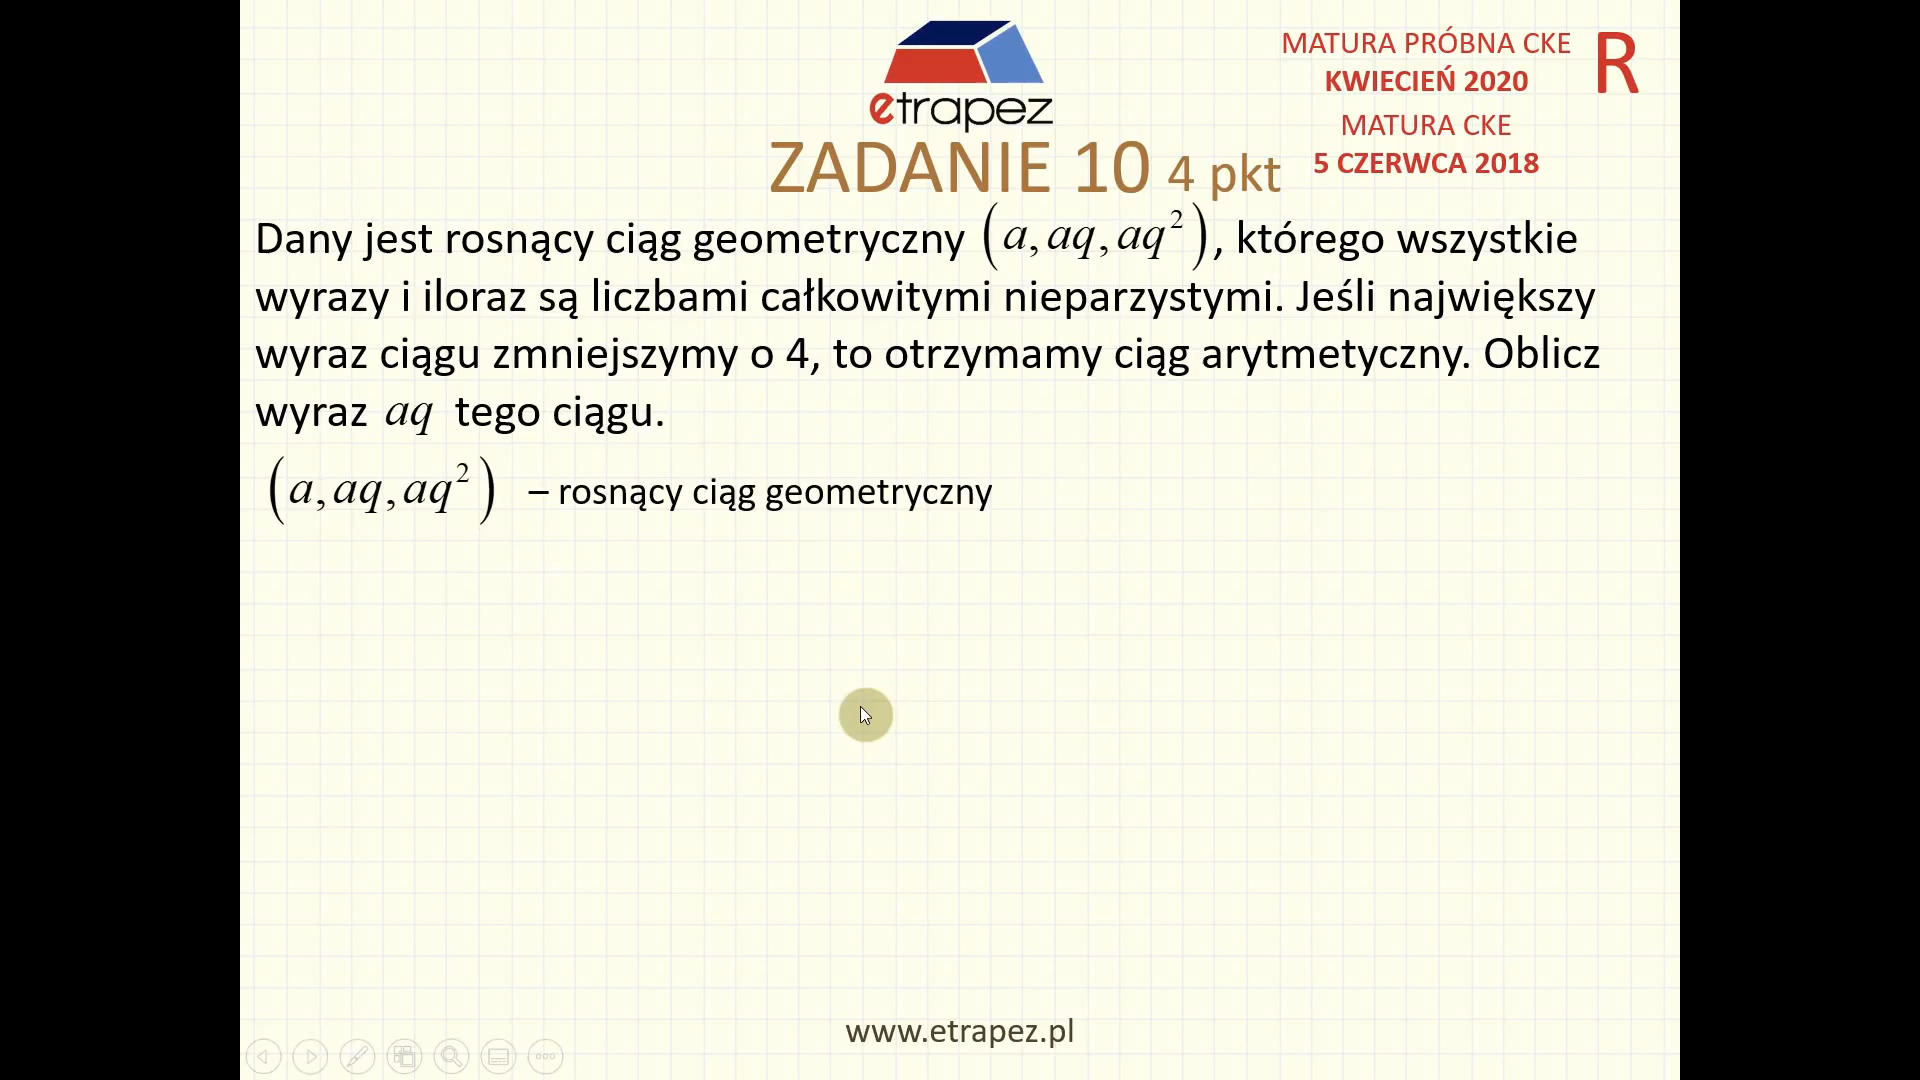 etrapez
MATURA PRÓBNA CKE
KWIECIEŃ 2020
R
MATURA CKE
5 CZERWCA 2018
ZADANIE 10 4 pkt
Dany jest rosnący ciąg geometryczny (a, aq, aq²), którego wszystkie
wyrazy i iloraz są liczbami całkowitymi nieparzystymi. Jeśli największy
wyraz ciągu zmniejszymy o 4, to otrzymamy ciąg arytmetyczny. Oblicz
wyraz aq tego ciągu.
(a, aq, aq²) – rosnący ciąg geometryczny
www.etrapez.pl